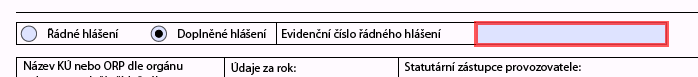 Řádné hlášení Doplněné hlášení Evidenční číslo řádného hlášení
Název KÚ nebo ORP dle orgánu Údaje za rok: Statutární zástupce provozovatele: